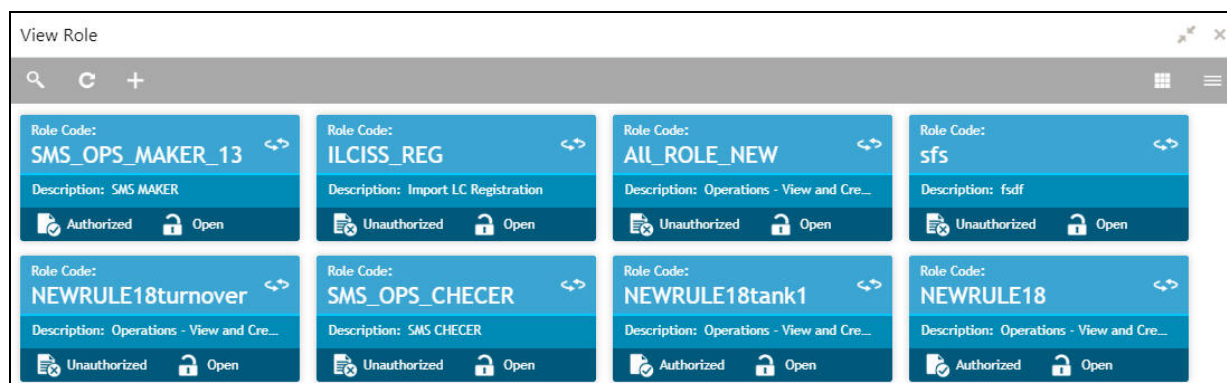 View Role
Role Code:
SMS_OPS_MAKER_13
Description: SMS MAKER
Authorized Open
Role Code:
ILCISS_REG
Description: Import LC Registration
Unauthorized Open
Role Code:
All_ROLE_NEW
Description: Operations - View and Cre...
Unauthorized Open
Role Code:
sfs
Description: fsdf
Unauthorized Open
Role Code:
NEWRULE18turnover
Description: Operations - View and Cre...
Unauthorized Open
Role Code:
SMS_OPS_CHECER
Description: SMS CHECER
Unauthorized Open
Role Code:
NEWRULE18tank1
Description: Operations - View and Cre...
Authorized Open
Role Code:
NEWRULE18
Description: Operations - View and Cre...
Authorized Open